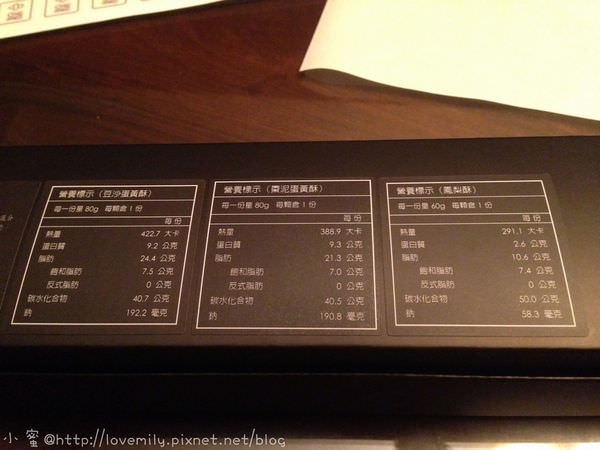 營養標示（豆沙蛋黃酥）
每一份量 80g 每顆含 1 份
每份
熱量 422.7 大卡
蛋白質 9.2 公克
脂肪 24.4 公克
飽和脂肪 7.5 公克
反式脂肪 0 公克
碳水化合物 40.7 公克
鈉 192.2 毫克
營養標示（棗泥蛋黃酥）
每一份量 80g 每顆含 1 份
每份
熱量 388.9 大卡
蛋白質 9.3 公克
脂肪 21.3 公克
飽和脂肪 7.0 公克
反式脂肪 0 公克
碳水化合物 40.5 公克
鈉 190.8 毫克
營養標示（鳳梨酥）
每一份量 60g 每顆含 1 份
每份
熱量 291.1 大卡
蛋白質 2.6 公克
脂肪 10.6 公克
飽和脂肪 7.4 公克
反式脂肪 0 公克
碳水化合物 50.0 公克
鈉 58.3 毫克
小蜜@http://lovemily.pixnet.net/blog